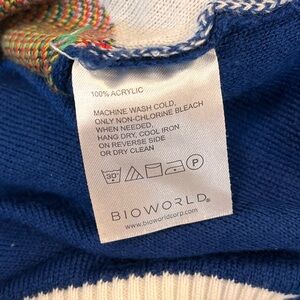 100% ACRYLIC
MACHINE WASH COLD,
ONLY NON-CHLORINE BLEACH
WHEN NEEDED,
HANG DRY, COOL IRON
ON REVERSE SIDE
OR DRY CLEAN
30° P
BIOWORLD®
www.bioworldcorp.com